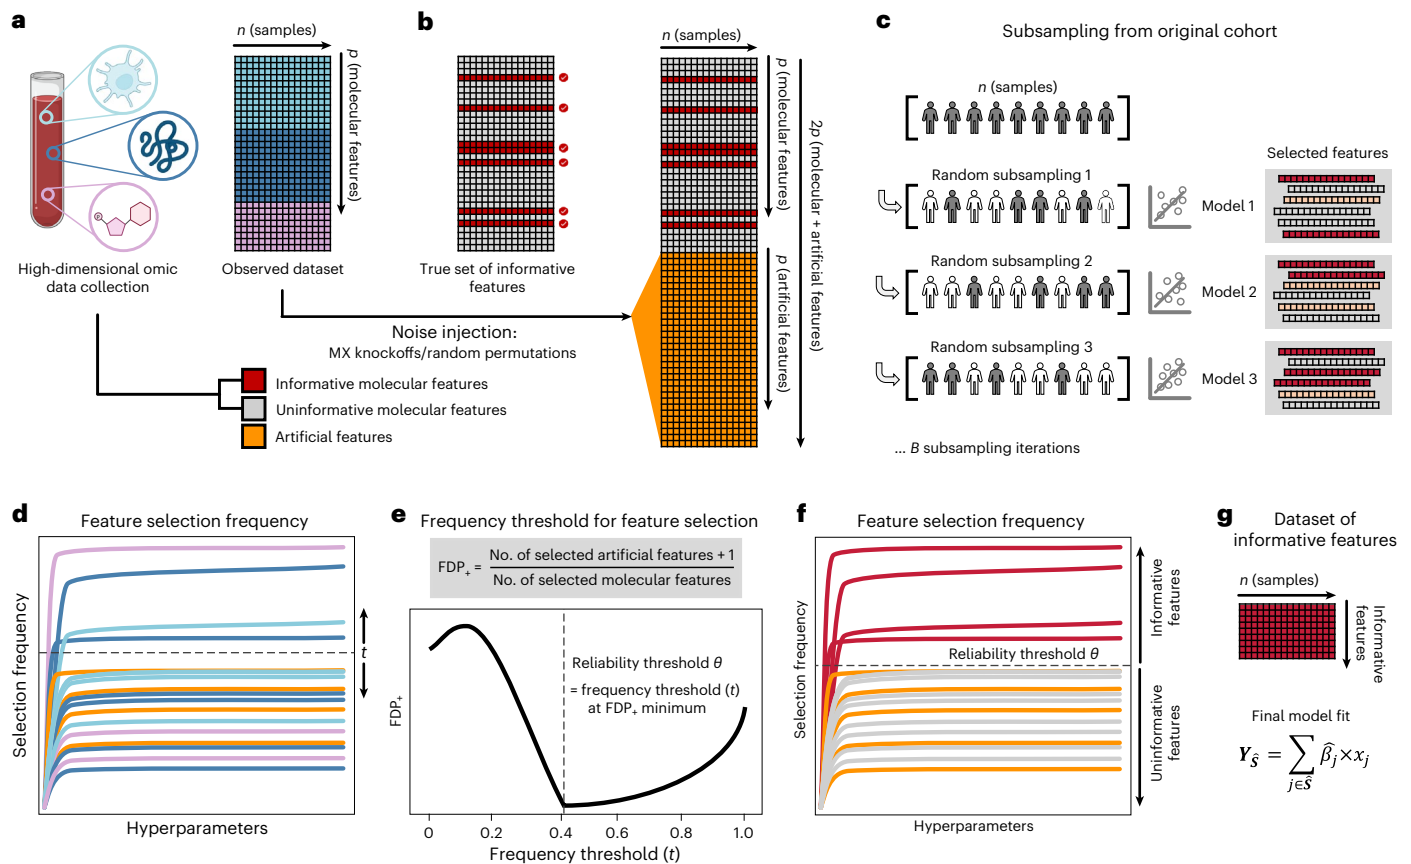 a
n (samples)
p (molecular features)
High-dimensional omic
data collection
Observed dataset
b
n (samples)
p (molecular features)
p (artificial features)
2p (molecular + artificial features)
True set of informative
features
Noise injection:
MX knockoffs/random permutations
Informative molecular features
Uninformative molecular features
Artificial features
P
c
Subsampling from original cohort
n (samples)
Selected features
Random subsampling 1
Model 1
Random subsampling 2
Model 2
Random subsampling 3
Model 3
... B subsampling iterations
d
Feature selection frequency
Selection frequency
t
Hyperparameters
e
Frequency threshold for feature selection
FDP+ = No. of selected artificial features + 1
No. of selected molecular features
FDP+
Reliability threshold θ
= frequency threshold (t)
at FDP+ minimum
0 0.2 0.4 0.6 0.8 1.0
Frequency threshold (t)
f
Feature selection frequency
Selection frequency
Reliability threshold θ
Informative
features
Uninformative
features
Hyperparameters
g
Dataset of
informative features
n (samples)
Informative
features
Final model fit
Y_Ŝ = ∑_{j∈Ŝ} β̂_j × x_j